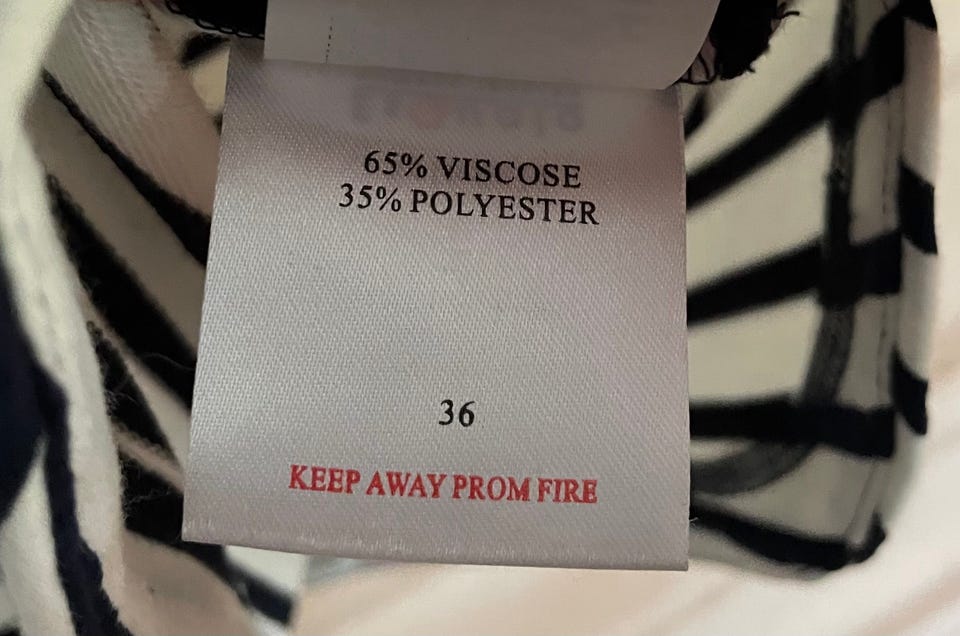 65% VISCOSE
35% POLYESTER
36
KEEP AWAY PROM FIRE